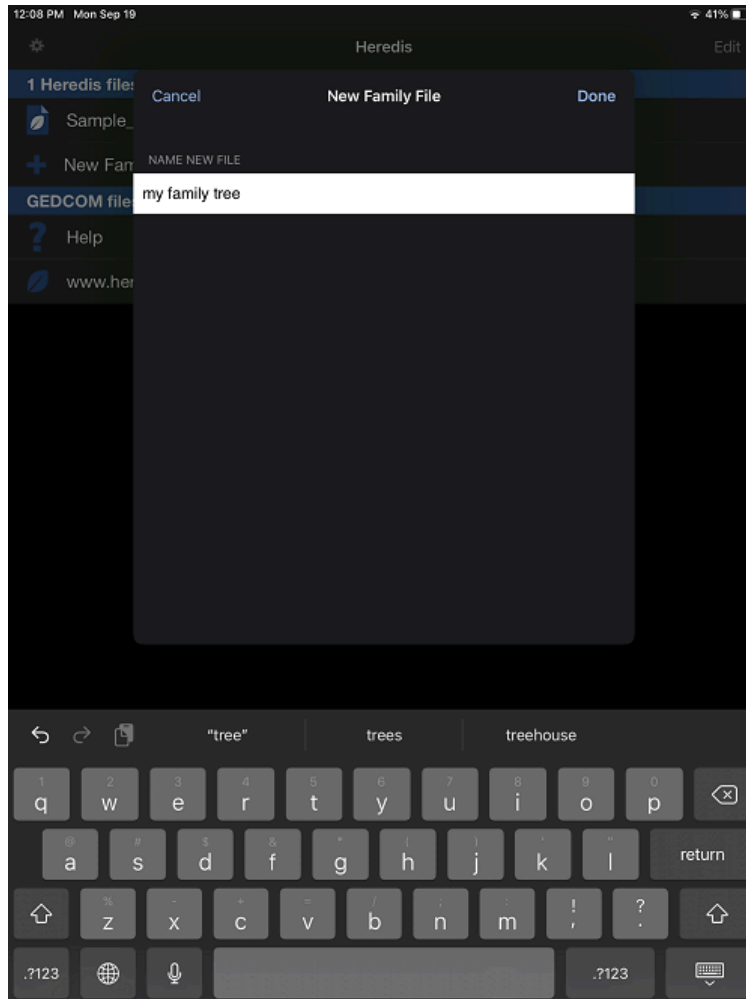 12:08 PM Mon Sep 19 41%
Heredis Edit
1 Heredis files
Cancel New Family File Done
Sample_
New Fam
NAME NEW FILE
GEDCOM file
my family tree
Help
www.her
"tree" trees treehouse
1 2 3 4 5 6 7 8 9 0
q w e r t y u i o p
@ # $ & * ( ) ' "
a s d f g h j k l return
% - + = / ; : ! ?
z x c v b n m , .
.?123 .?123